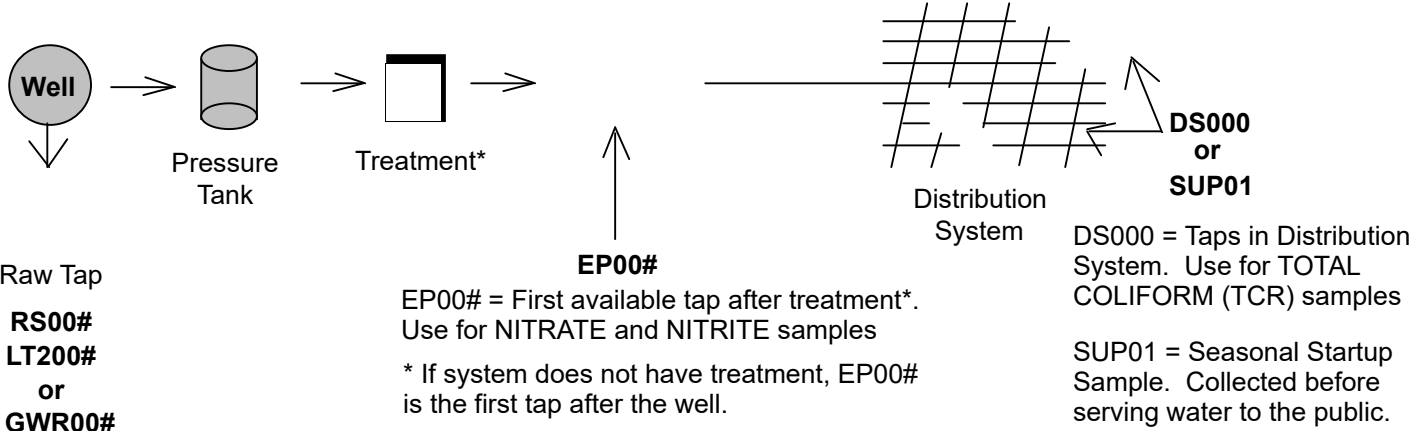 Well
Pressure
Tank
Treatment*
Raw Tap
RS00#
LT200#
or
GWR00#
EP00#
EP00# = First available tap after treatment*.
Use for NITRATE and NITRITE samples
* If system does not have treatment, EP00#
is the first tap after the well.
Distribution
System
DS000
or
SUP01
DS000 = Taps in Distribution
System. Use for TOTAL
COLIFORM (TCR) samples
SUP01 = Seasonal Startup
Sample. Collected before
serving water to the public.